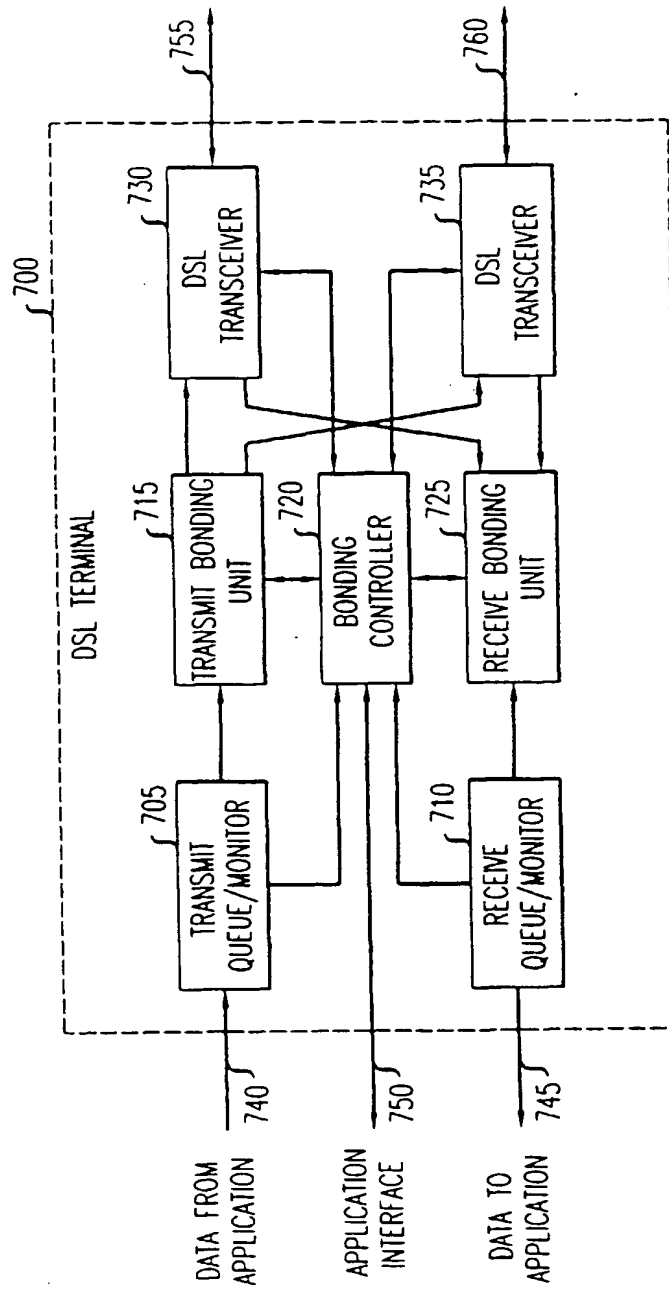 700
DSL TERMINAL
DATA FROM
APPLICATION
740
705
TRANSMIT
QUEUE/MONITOR
715
TRANSMIT BONDING
UNIT
730
DSL
TRANSCEIVER
755
APPLICATION
INTERFACE
750
720
BONDING
CONTROLLER
DATA TO
APPLICATION
745
710
RECEIVE
QUEUE/MONITOR
725
RECEIVE BONDING
UNIT
735
DSL
TRANSCEIVER
760